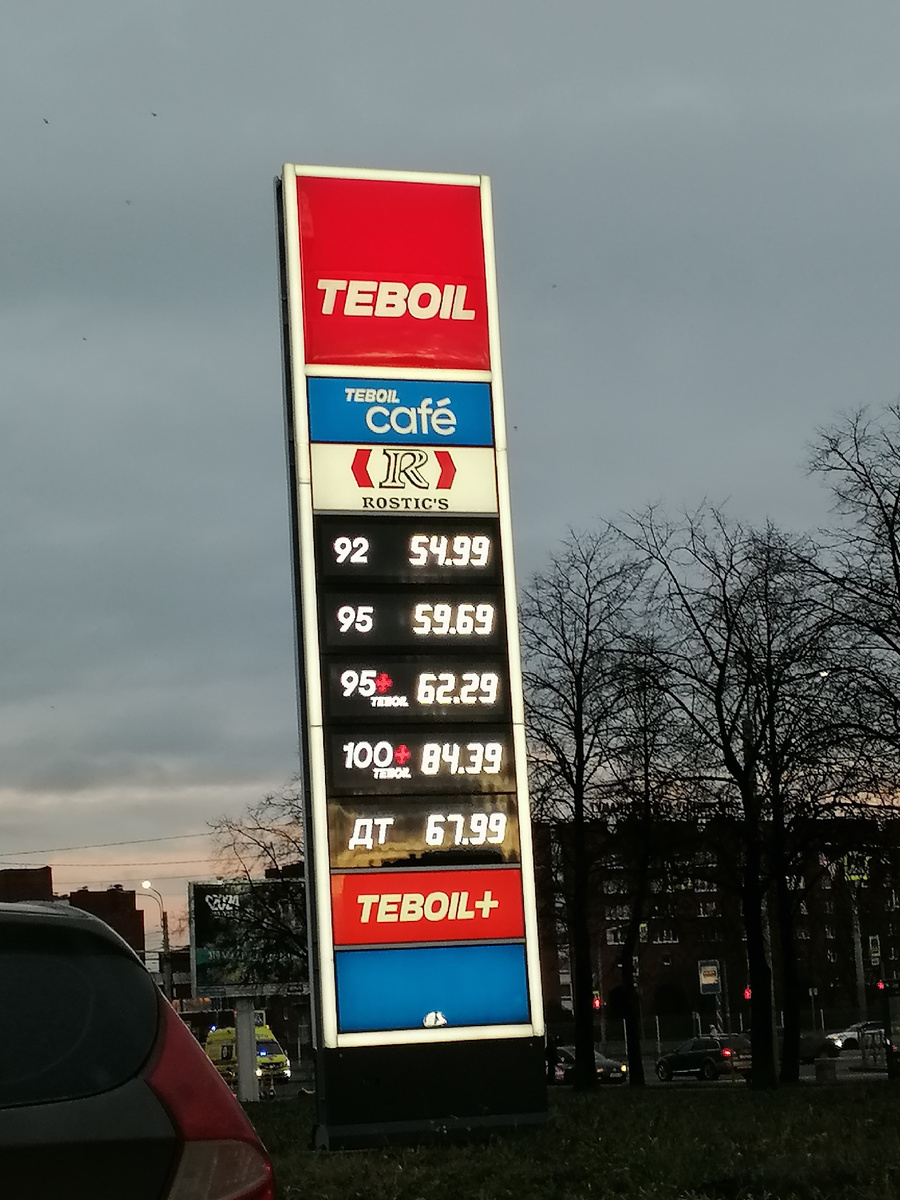 TEBOIL
TEBOIL
café
R
ROSTIC'S
92 54.99
95 59.69
95+ 62.29
TEBOIL
100+ 84.39
TEBOIL
ДТ 67.99
TEBOIL+